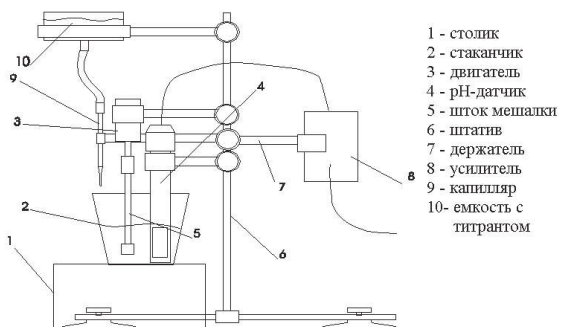 1 - столик
2 - стаканчик
3 - двигатель
4 - рН-датчик
5 - шток мешалки
6 - штатив
7 - держатель
8 - усилитель
9 - капилляр
10- емкость с
титрантом
10
9
3
4
7
8
2
5
6
1